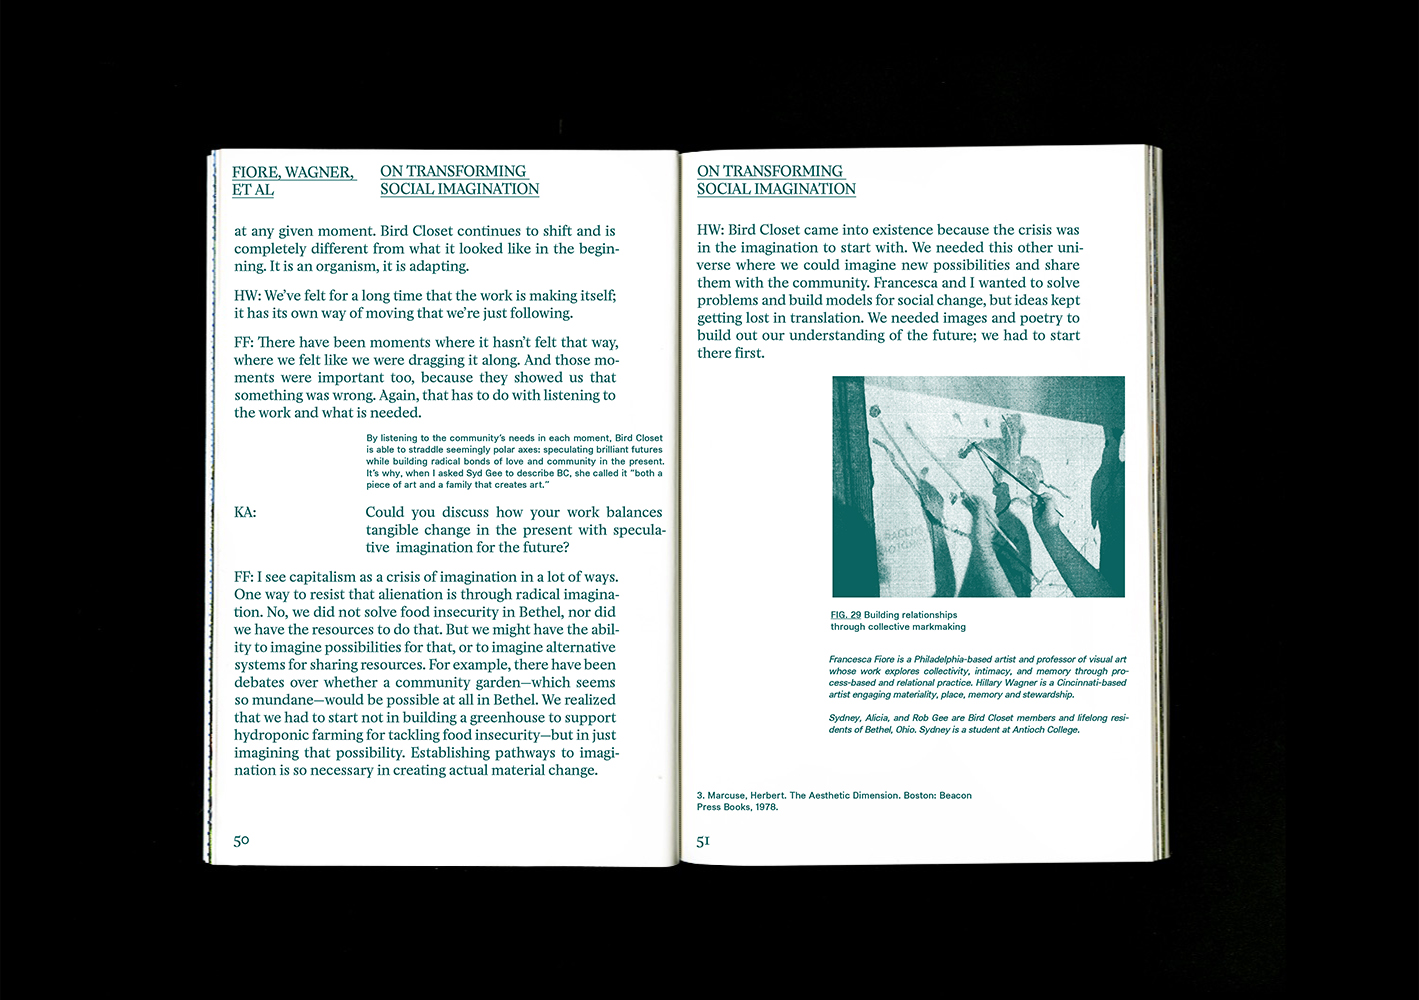 FIORE, WAGNER,
ET AL
ON TRANSFORMING
SOCIAL IMAGINATION
at any given moment. Bird Closet continues to shift and is
completely different from what it looked like in the begin-
ning. It is an organism, it is adapting.
HW: We’ve felt for a long time that the work is making itself;
it has its own way of moving that we’re just following.
FF: There have been moments where it hasn’t felt that way,
where we felt like we were dragging it along. And those mo-
ments were important too, because they showed us that
something was wrong. Again, that has to do with listening to
the work and what is needed.
By listening to the community’s needs in each moment, Bird Closet
is able to straddle seemingly polar axes: speculating brilliant futures
while building radical bonds of love and community in the present.
It’s why, when I asked Syd Gee to describe BC, she called it “both a
piece of art and a family that creates art.”
KA: Could you discuss how your work balances
tangible change in the present with specula-
tive imagination for the future?
FF: I see capitalism as a crisis of imagination in a lot of ways.
One way to resist that alienation is through radical imagina-
tion. No, we did not solve food insecurity in Bethel, nor did
we have the resources to do that. But we might have the abil-
ity to imagine possibilities for that, or to imagine alternative
systems for sharing resources. For example, there have been
debates over whether a community garden—which seems
so mundane—would be possible at all in Bethel. We realized
that we had to start not in building a greenhouse to support
hydroponic farming for tackling food insecurity—but in just
imagining that possibility. Establishing pathways to imagi-
nation is so necessary in creating actual material change.
50
ON TRANSFORMING
SOCIAL IMAGINATION
HW: Bird Closet came into existence because the crisis was
in the imagination to start with. We needed this other uni-
verse where we could imagine new possibilities and share
them with the community. Francesca and I wanted to solve
problems and build models for social change, but ideas kept
getting lost in translation. We needed images and poetry to
build out our understanding of the future; we had to start
there first.
FIG. 29 Building relationships
through collective markmaking
Francesca Fiore is a Philadelphia-based artist and professor of visual art
whose work explores collectivity, intimacy, and memory through pro-
cess-based and relational practice. Hillary Wagner is a Cincinnati-based
artist engaging materiality, place, memory and stewardship.
Sydney, Alicia, and Rob Gee are Bird Closet members and lifelong resi-
dents of Bethel, Ohio. Sydney is a student at Antioch College.
3. Marcuse, Herbert. The Aesthetic Dimension. Boston: Beacon
Press Books, 1978.
51